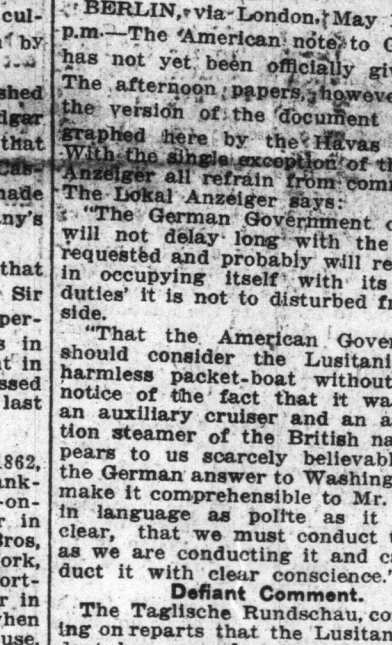 cul-
by
shed
dgar
that
Cas-
made
any's
that
Sir
per-
s in
t in
ssed
last
1862,
ank-
-on-
r in
Bros,
ork,
ort-
r in
when
use.
BERLIN, via London, May
p.m.—The American note to
has not yet been officially giv
The afternoon papers, howeve
the version of the document
graphed here by the Havas
With the single exception of th
Anzeiger all refrain from com
The Lokal Anzeiger says:
"The German Government
will not delay long with the
requested and probably will re
in occupying itself with its
duties' it is not to disturbed fr
side.
"That the American Gover
should consider the Lusitani
harmless packet-boat without
notice of the fact that it wa
an auxiliary cruiser and an a
tion steamer of the British na
pears to us scarcely believabl
the German answer to Washing
make it comprehensible to Mr.
in language as polite as it
clear, that we must conduct
as we are conducting it and c
duct it with clear conscience."
Defiant Comment.
The Taglische Rundschau, co
ing on reparts that the Lusitan